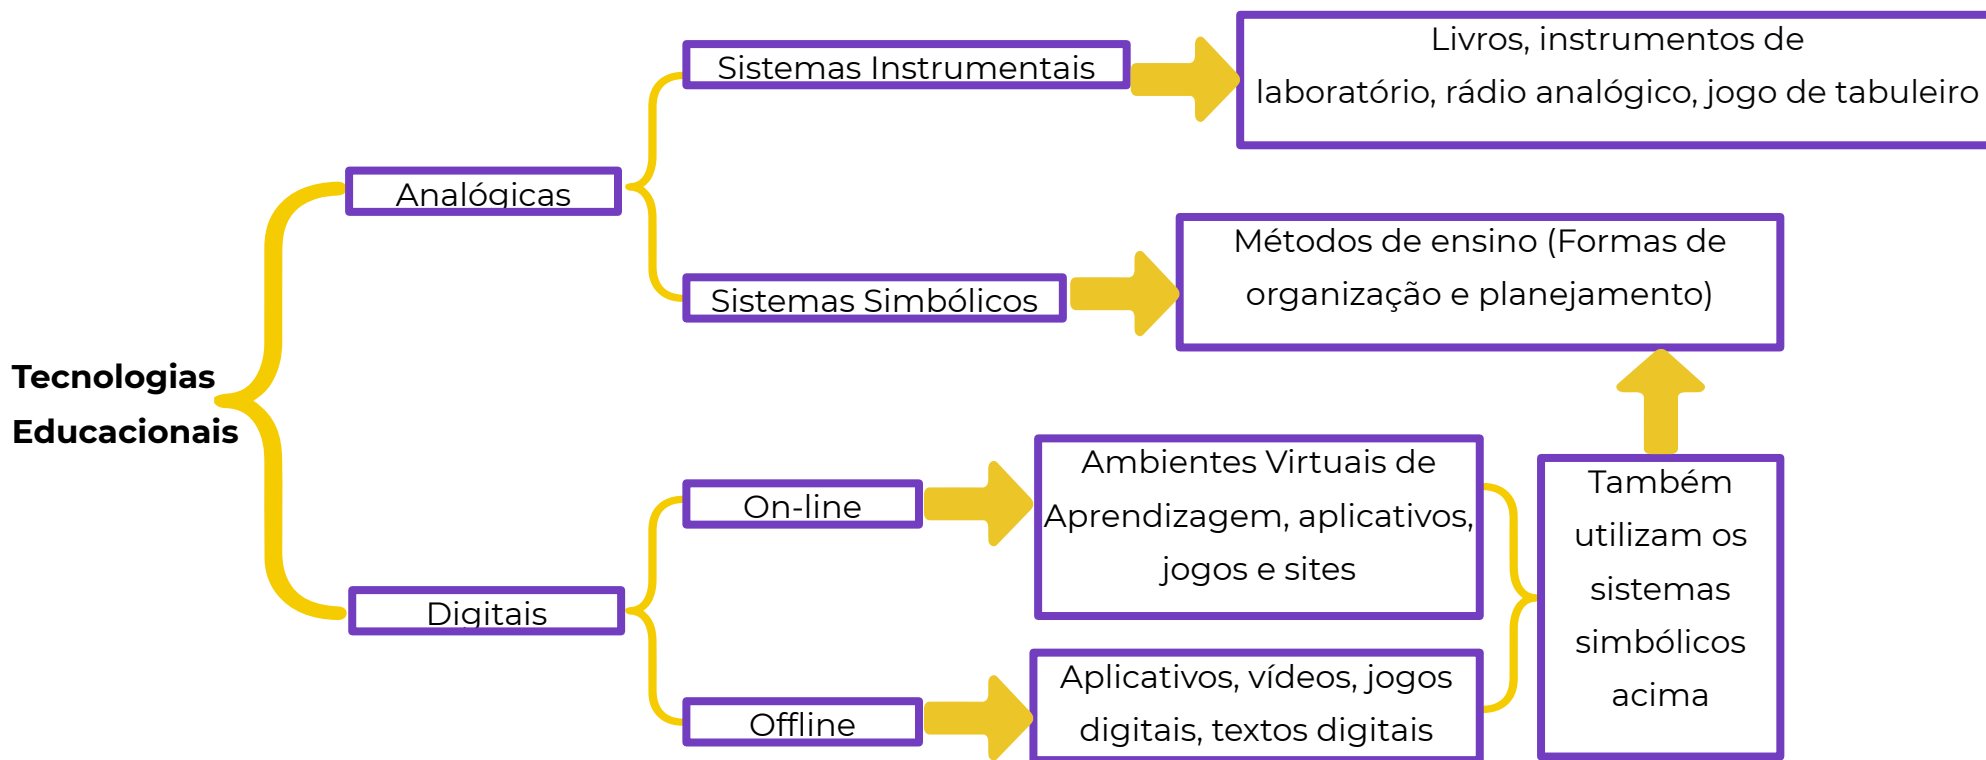 Tecnologias
Educacionais
Analógicas
Sistemas Instrumentais
Livros, instrumentos de
laboratório, rádio analógico, jogo de tabuleiro
Sistemas Simbólicos
Métodos de ensino (Formas de
organização e planejamento)
Digitais
On-line
Ambientes Virtuais de
Aprendizagem, aplicativos,
jogos e sites
Offline
Aplicativos, vídeos, jogos
digitais, textos digitais
Também
utilizam os
sistemas
simbólicos
acima